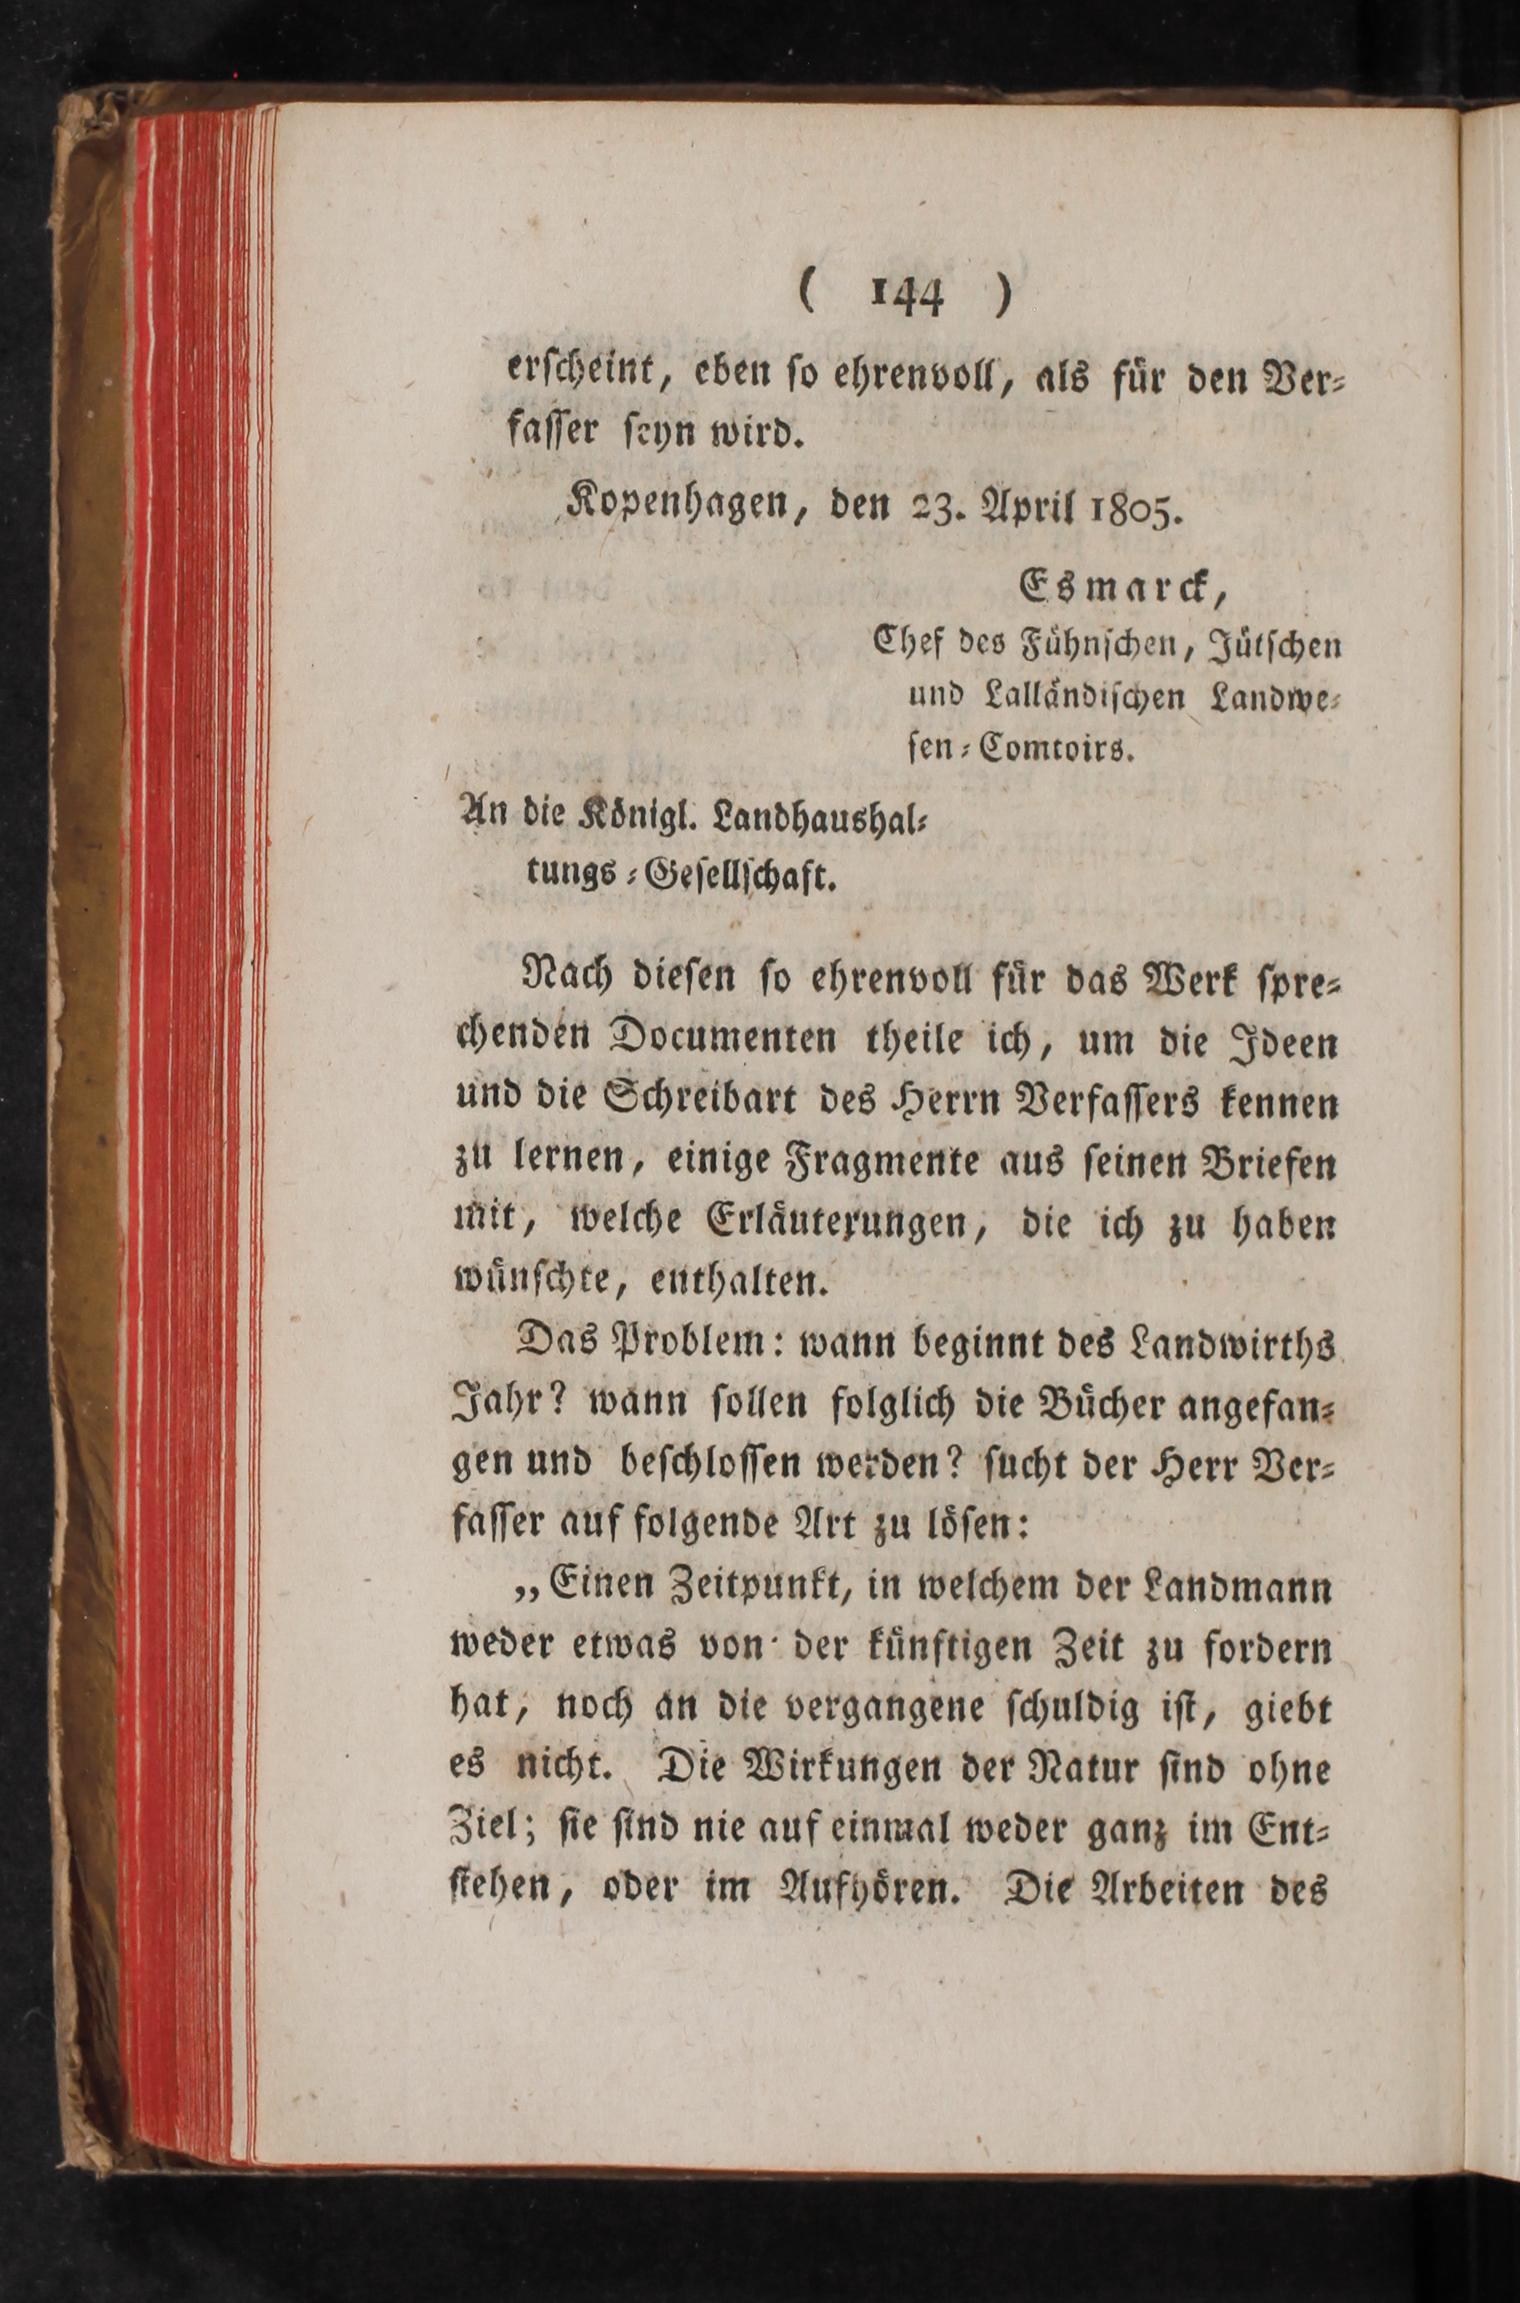 ( 144 )
erſcheint, eben ſo ehrenvoll, als für den Ver⸗
faſſer ſeyn wird.
Kopenhagen, den 23. April 1805.
Esmarck,
Chef des Fühnſchen, Jütſchen
und Lalländiſchen Landwe⸗
ſen⸗Comtoirs.
An die Königl. Landhaushal⸗
tungs⸗Geſellſchaft.
Nach dieſen ſo ehrenvoll für das Werk ſpre⸗
chenden Documenten theile ich, um die Ideen
und die Schreibart des Herrn Verfaſſers kennen
zu lernen, einige Fragmente aus ſeinen Briefen
mit, welche Erläuterungen, die ich zu haben
wünſchte, enthalten.
Das Problem: wann beginnt des Landwirths
Jahr? wann ſollen folglich die Bücher angefan⸗
gen und beſchloſſen werden? ſucht der Herr Ver⸗
faſſer auf folgende Art zu löſen:
„Einen Zeitpunkt, in welchem der Landmann
weder etwas von der künftigen Zeit zu fordern
hat, noch an die vergangene ſchuldig iſt, giebt
es nicht. Die Wirkungen der Natur ſind ohne
Ziel; ſie ſind nie auf einmal weder ganz im Ent⸗
ſtehen, oder im Aufhören. Die Arbeiten des